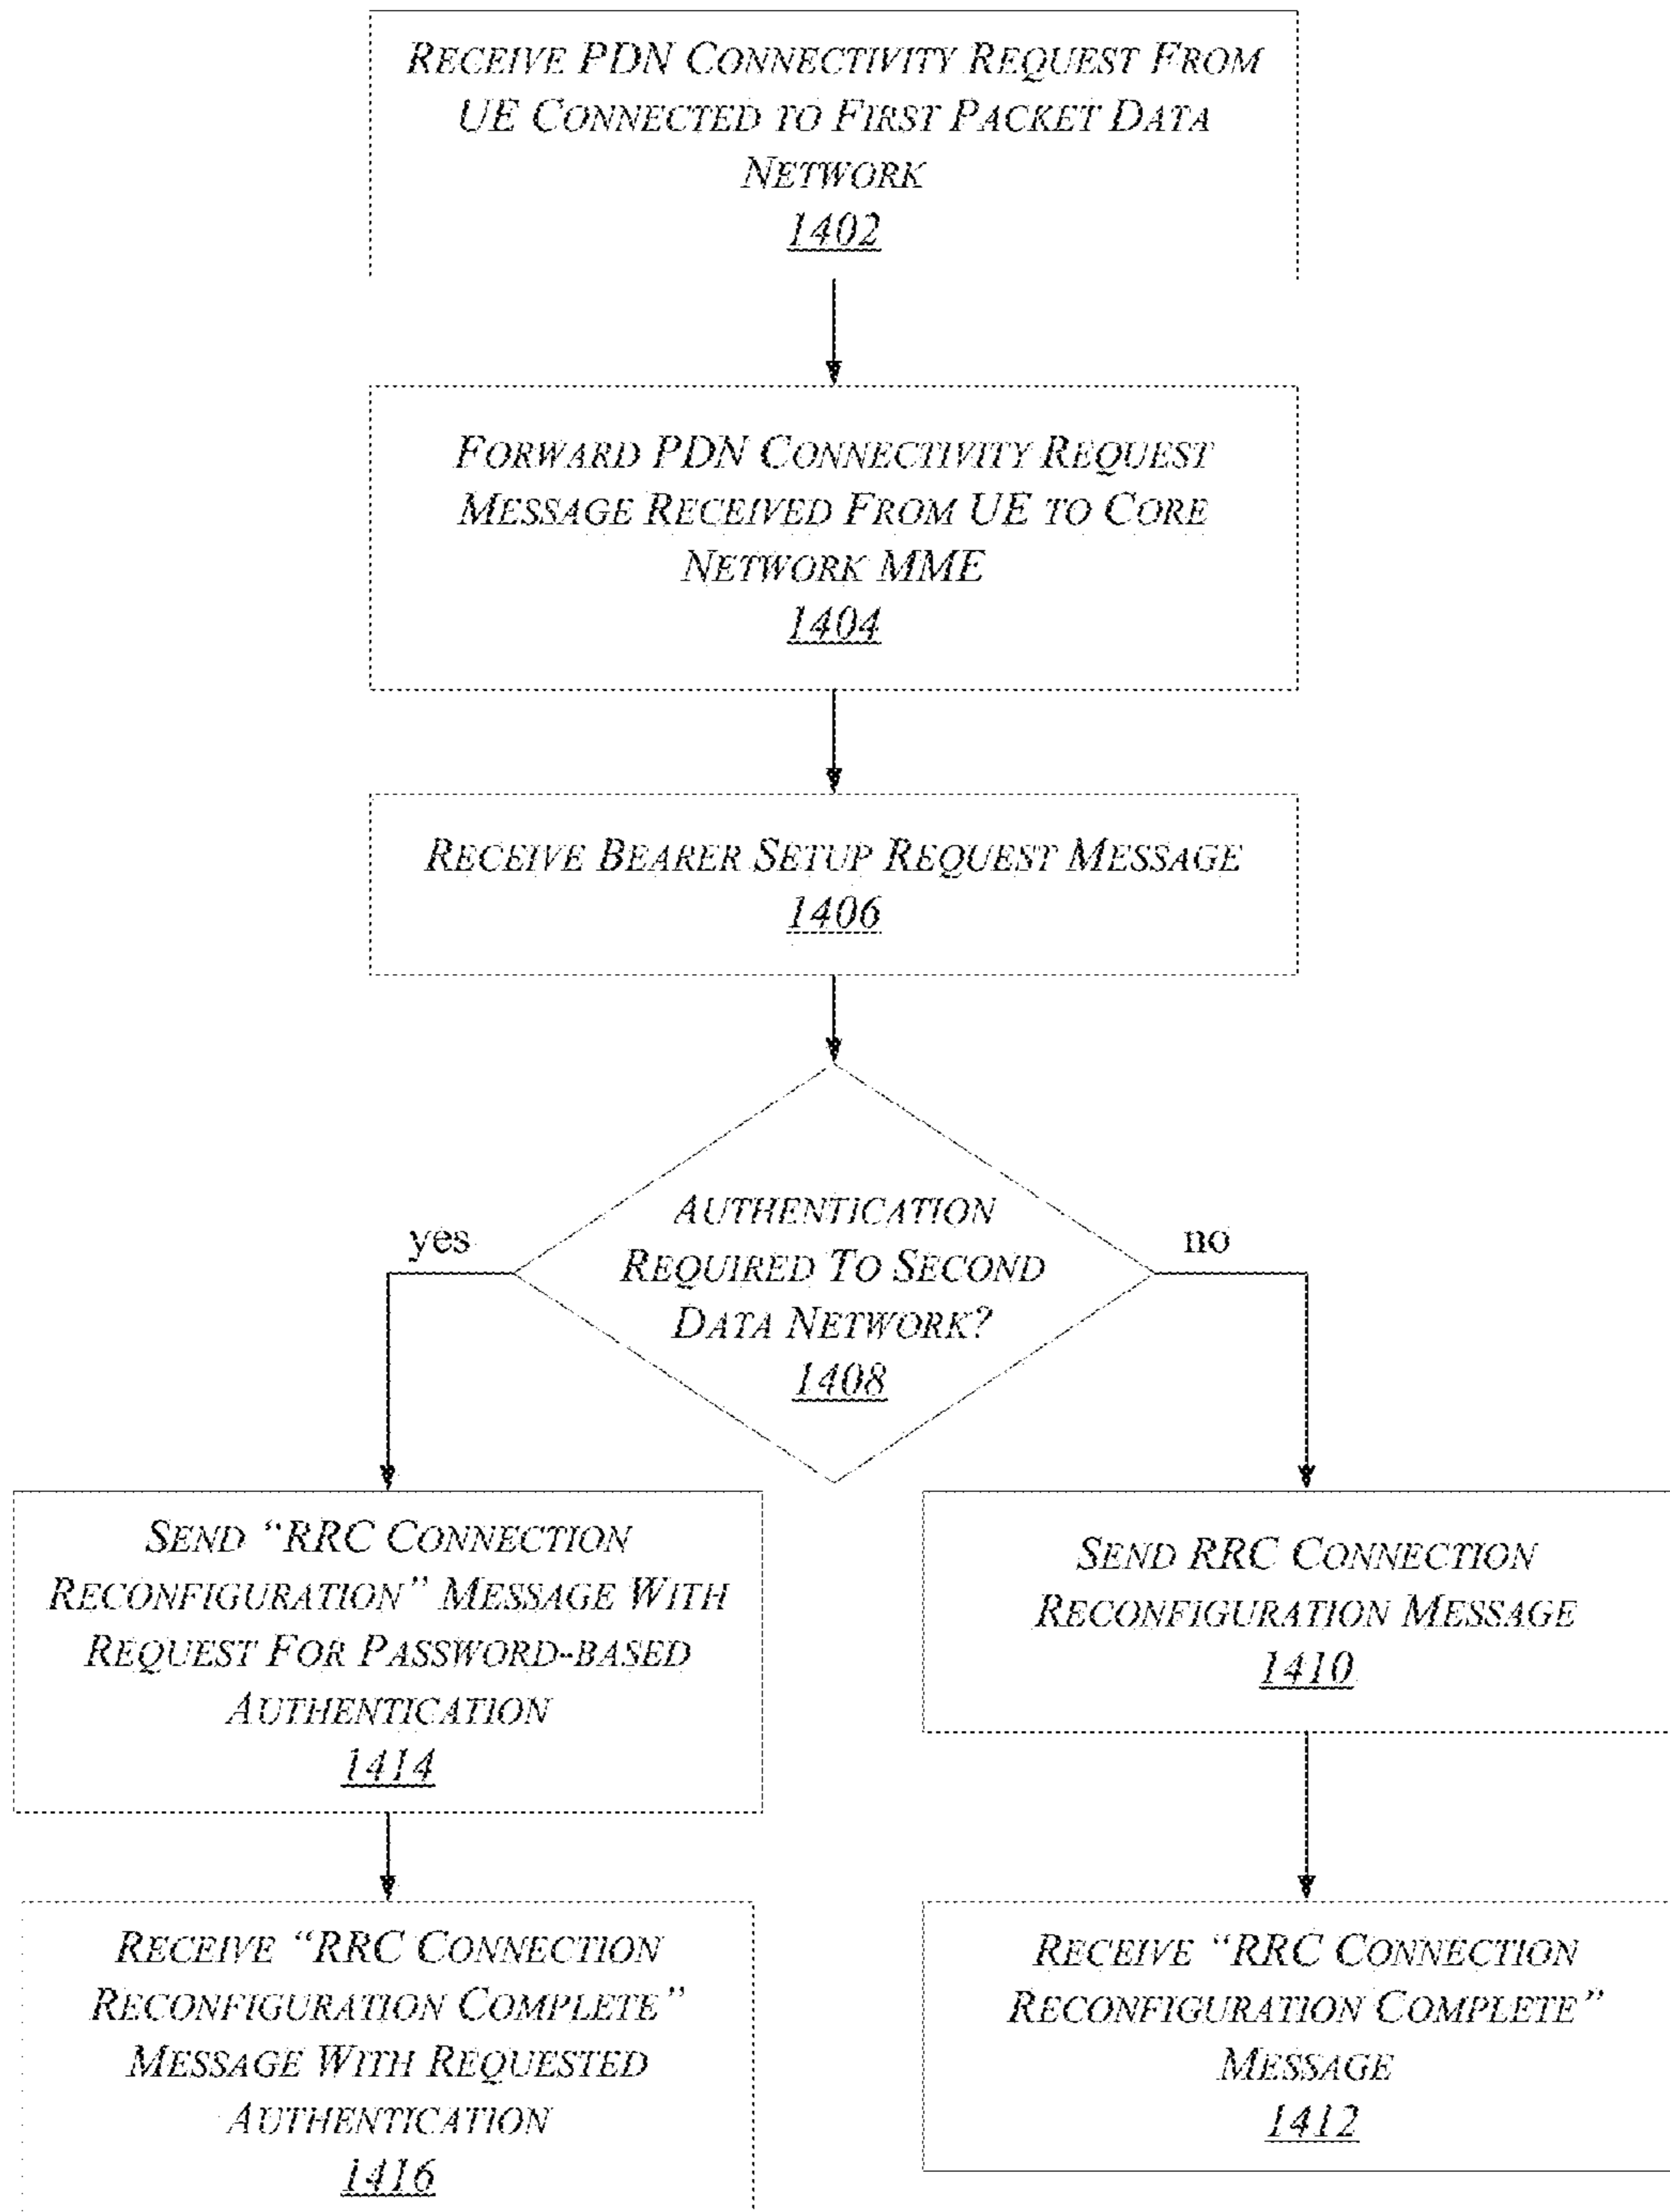 RECEIVE PDN CONNECTIVITY REQUEST FROM
UE CONNECTED TO FIRST PACKET DATA
NETWORK
1402
FORWARD PDN CONNECTIVITY REQUEST
MESSAGE RECEIVED FROM UE TO CORE
NETWORK MME
1404
RECEIVE BEARER SETUP REQUEST MESSAGE
1406
AUTHENTICATION
REQUIRED TO SECOND
DATA NETWORK?
1408
yes
no
SEND “RRC CONNECTION
RECONFIGURATION” MESSAGE WITH
REQUEST FOR PASSWORD-BASED
AUTHENTICATION
1414
SEND RRC CONNECTION
RECONFIGURATION MESSAGE
1410
RECEIVE “RRC CONNECTION
RECONFIGURATION COMPLETE”
MESSAGE WITH REQUESTED
AUTHENTICATION
1416
RECEIVE “RRC CONNECTION
RECONFIGURATION COMPLETE”
MESSAGE
1412